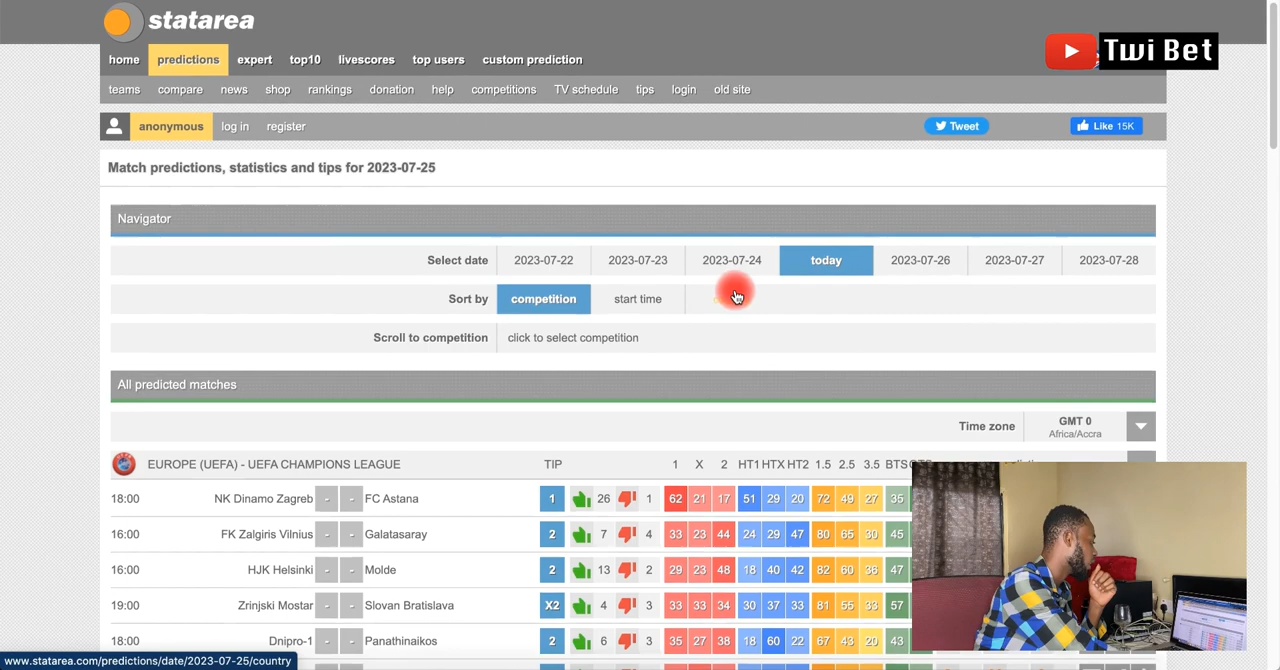 statarea
Twi Bet
home predictions expert top10 livescores top users custom prediction
teams compare news shop rankings donation help competitions TV schedule tips login old site
anonymous log in register Tweet Like 15K
Match predictions, statistics and tips for 2023-07-25
Navigator
Select date 2023-07-22 2023-07-23 2023-07-24 today 2023-07-26 2023-07-27 2023-07-28
Sort by competition start time
Scroll to competition click to select competition
All predicted matches
Time zone GMT 0
Africa/Accra
EUROPE (UEFA) - UEFA CHAMPIONS LEAGUE TIP 1 X 2 HT1 HTX HT2 1.5 2.5 3.5 BTS
18:00 NK Dinamo Zagreb - - FC Astana 1 26 1 62 21 17 51 29 20 72 49 27 35
16:00 FK Zalgiris Vilnius - - Galatasaray 2 7 4 33 23 44 24 29 47 80 65 30 45
16:00 HJK Helsinki - - Molde 2 13 2 29 23 48 18 40 42 82 60 36 47
19:00 Zrinjski Mostar - - Slovan Bratislava X2 4 3 33 33 34 30 37 33 81 55 33 57
18:00 Dnipro-1 - - Panathinaikos 2 6 3 35 27 38 18 60 22 67 43 20 43
www.statarea.com/predictions/date/2023-07-25/country